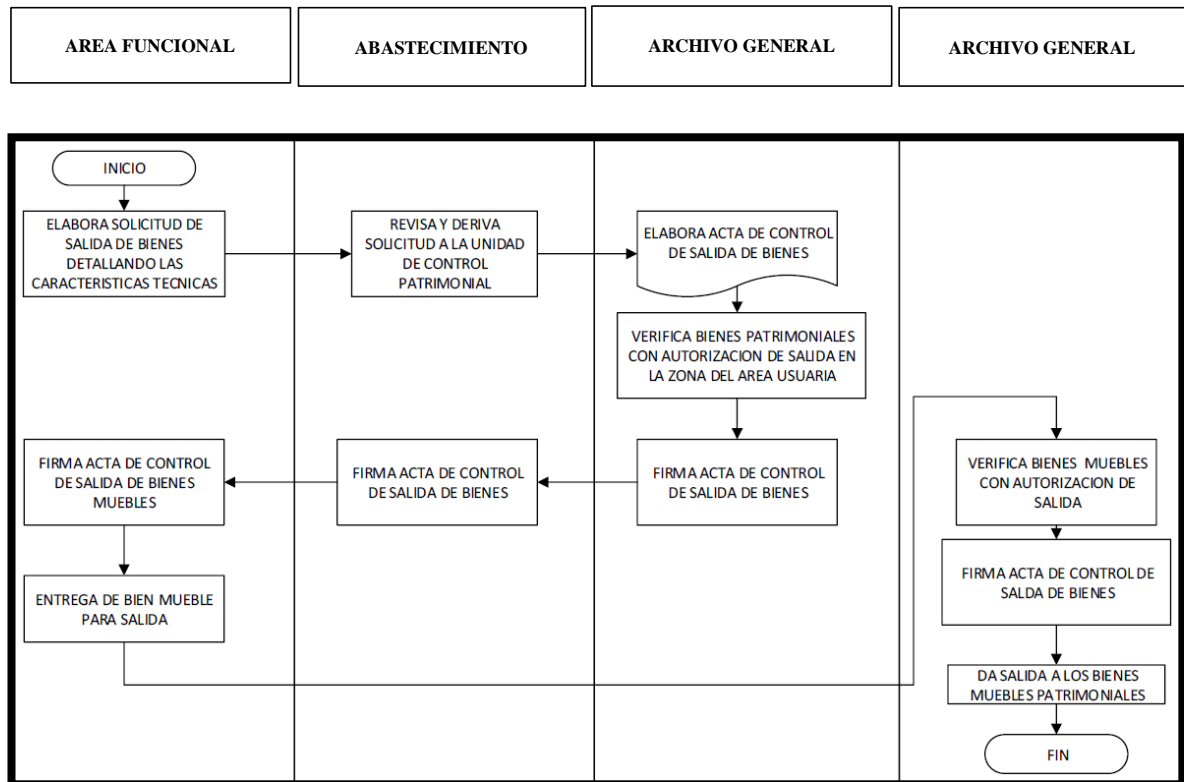 AREA FUNCIONAL
ABASTECIMIENTO
ARCHIVO GENERAL
ARCHIVO GENERAL
INICIO
ELABORA SOLICITUD DE
SALIDA DE BIENES
DETALLANDO LAS
CARACTERISTICAS TECNICAS
REVISA Y DERIVA
SOLICITUD A LA UNIDAD
DE CONTROL
PATRIMONIAL
ELABORA ACTA DE CONTROL
DE SALIDA DE BIENES
VERIFICA BIENES PATRIMONIALES
CON AUTORIZACION DE SALIDA EN
LA ZONA DEL AREA USUARIA
FIRMA ACTA DE CONTROL
DE SALIDA DE BIENES
FIRMA ACTA DE CONTROL
DE SALIDA DE BIENES
FIRMA ACTA DE CONTROL
DE SALIDA DE BIENES
MUEBLES
ENTREGA DE BIEN MUEBLE
PARA SALIDA
VERIFICA BIENES MUEBLES
CON AUTORIZACION DE
SALIDA
FIRMA ACTA DE CONTROL DE
SALDA DE BIENES
DA SALIDA A LOS BIENES
MUEBLES PATRIMONIALES
FIN